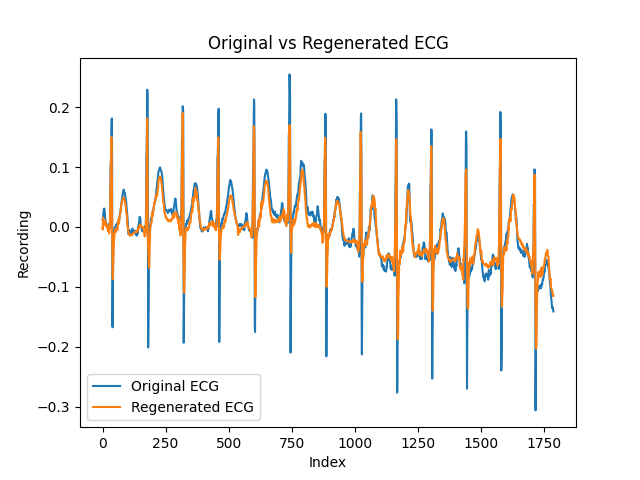 Original vs Regenerated ECG
0.2
0.1
0.0
−0.1
−0.2
−0.3
Recording
Original ECG
Regenerated ECG
0 250 500 750 1000 1250 1500 1750
Index